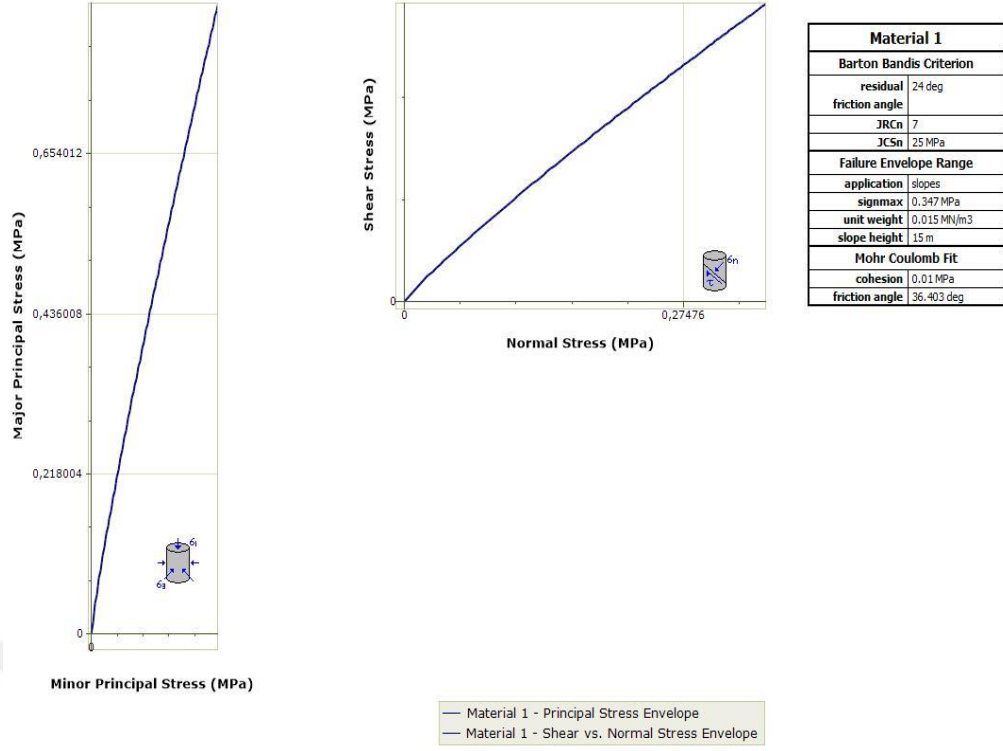 Major Principal Stress (MPa)
0,654012
0,436008
0,218004
0
0
Minor Principal Stress (MPa)
σ1
σ3
Shear Stress (MPa)
0
0
0,27476
Normal Stress (MPa)
σn
τ
Material 1
Barton Bandis Criterion
residual friction angle 24 deg
JRCn 7
JCSn 25 MPa
Failure Envelope Range
application slopes
signmax 0.347 MPa
unit weight 0.015 MN/m3
slope height 15 m
Mohr Coulomb Fit
cohesion 0.01 MPa
friction angle 36.403 deg
Material 1 - Principal Stress Envelope
Material 1 - Shear vs. Normal Stress Envelope